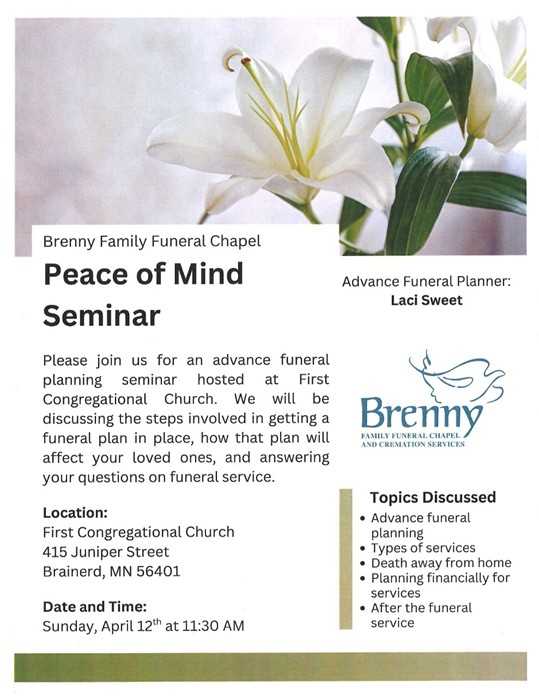 Brenny Family Funeral Chapel
Peace of Mind
Seminar
Please join us for an advance funeral
planning seminar hosted at First
Congregational Church. We will be
discussing the steps involved in getting a
funeral plan in place, how that plan will
affect your loved ones, and answering
your questions on funeral service.
Location:
First Congregational Church
415 Juniper Street
Brainerd, MN 56401
Date and Time:
Sunday, April 12th at 11:30 AM
Advance Funeral Planner:
Laci Sweet
Brenny
FAMILY FUNERAL CHAPEL
AND CREMATION SERVICES
Topics Discussed
• Advance funeral
planning
• Types of services
• Death away from home
• Planning financially for
services
• After the funeral
service